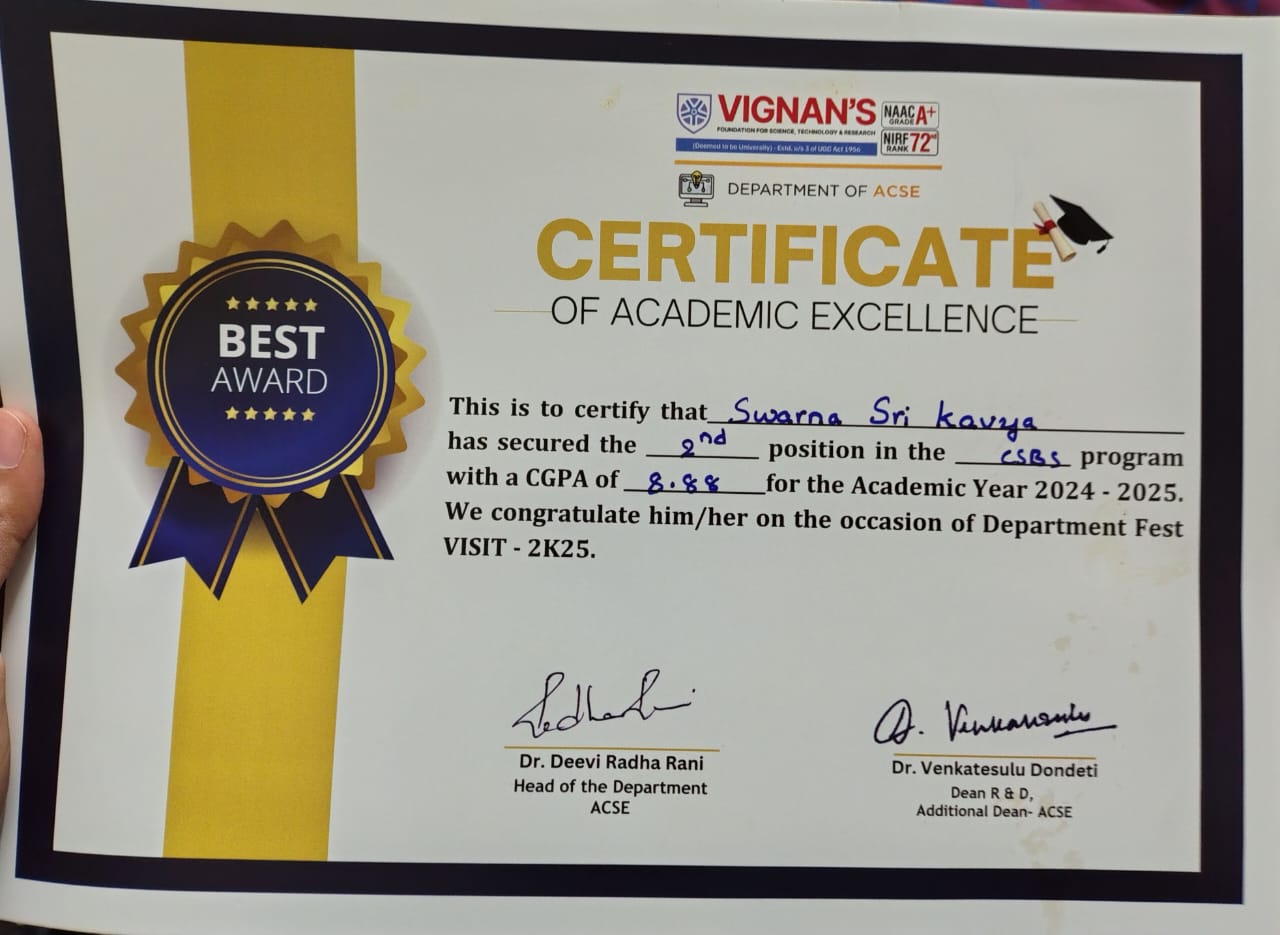 VIGNAN'S
FOUNDATION FOR SCIENCE, TECHNOLOGY & RESEARCH
(Deemed to be University) - Estd. u/s 3 of UGC Act 1956
NAAC GRADE A+
NIRF RANK 72nd
DEPARTMENT OF ACSE
CERTIFICATE
OF ACADEMIC EXCELLENCE
BEST
AWARD
This is to certify that Swarna Sri Kavya
has secured the 2nd position in the CSBS program
with a CGPA of 8.88 for the Academic Year 2024 - 2025.
We congratulate him/her on the occasion of Department Fest
VISIT - 2K25.
RadhaRani
D. Venkatesulu
Dr. Deevi Radha Rani
Head of the Department
ACSE
Dr. Venkatesulu Dondeti
Dean R & D,
Additional Dean- ACSE